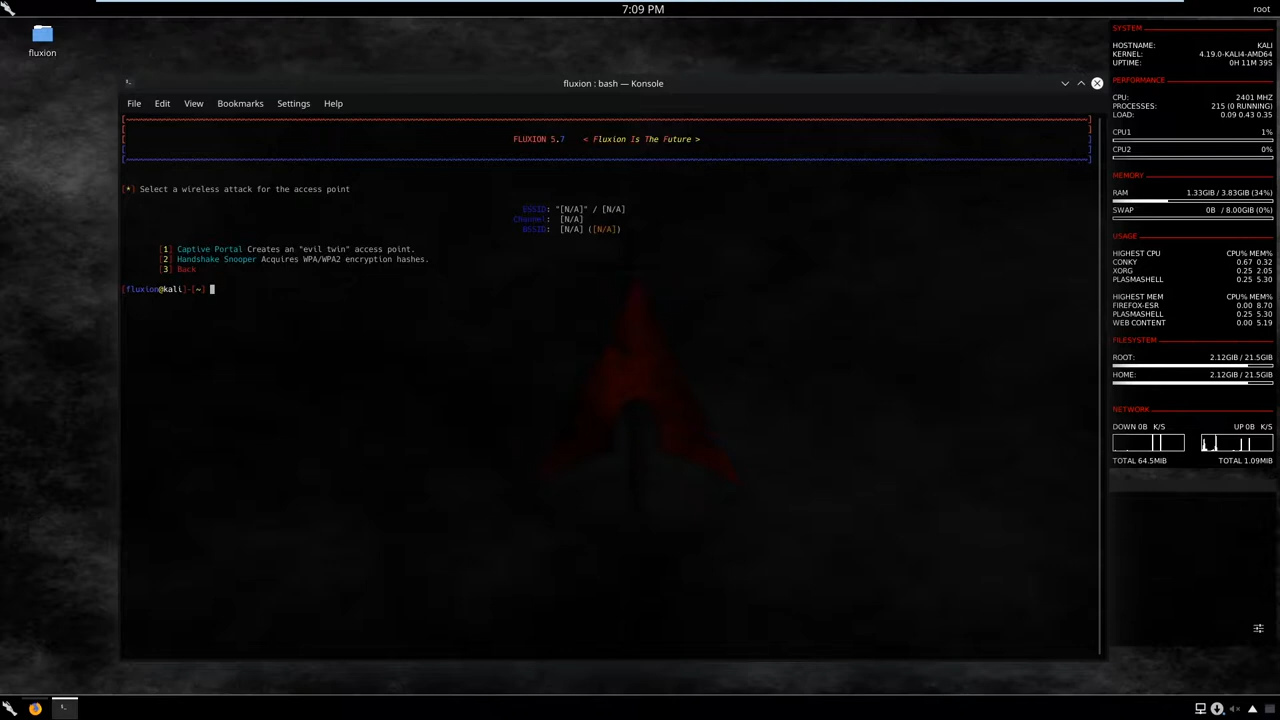 7:09 PM
root
fluxion
fluxion : bash — Konsole
File Edit View Bookmarks Settings Help
FLUXION 5.7 < Fluxion Is The Future >
[*] Select a wireless attack for the access point
ESSID: "[N/A]" / [N/A]
Channel: [N/A]
BSSID: [N/A] ([N/A])
[1] Captive Portal Creates an "evil twin" access point.
[2] Handshake Snooper Acquires WPA/WPA2 encryption hashes.
[3] Back
[fluxion@kali]-[~]
SYSTEM
HOSTNAME: KALI
KERNEL: 4.19.0-KALI4-AMD64
UPTIME: 0H 11M 39S
PERFORMANCE
CPU: 2401 MHZ
PROCESSES: 215 (0 RUNNING)
LOAD: 0.09 0.43 0.35
CPU1 1%
CPU2 0%
MEMORY
RAM 1.33GIB / 3.83GIB (34%)
SWAP 0B / 8.00GIB (0%)
USAGE
HIGHEST CPU CPU% MEM%
CONKY 0.67 0.32
XORG 0.25 2.05
PLASMASHELL 0.25 5.30
HIGHEST MEM CPU% MEM%
FIREFOX-ESR 0.00 8.70
PLASMASHELL 0.25 5.30
WEB CONTENT 0.00 5.19
FILESYSTEM
ROOT: 2.12GIB / 21.5GIB
HOME: 2.12GIB / 21.5GIB
NETWORK
DOWN 0B K/S UP 0B K/S
TOTAL 64.5MIB TOTAL 1.09MIB